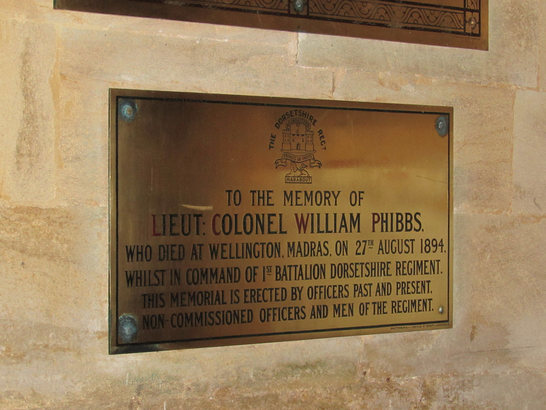 THE DORSETSHIRE REGT
MARABOUT
TO THE MEMORY OF
LIEUT: COLONEL WILLIAM PHIBBS.
WHO DIED AT WELLINGTON, MADRAS, ON 27TH AUGUST 1894.
WHILST IN COMMAND OF 1ST BATTALION DORSETSHIRE REGIMENT.
THIS MEMORIAL IS ERECTED BY OFFICERS PAST AND PRESENT.
NON-COMMISSIONED OFFICERS AND MEN OF THE REGIMENT.